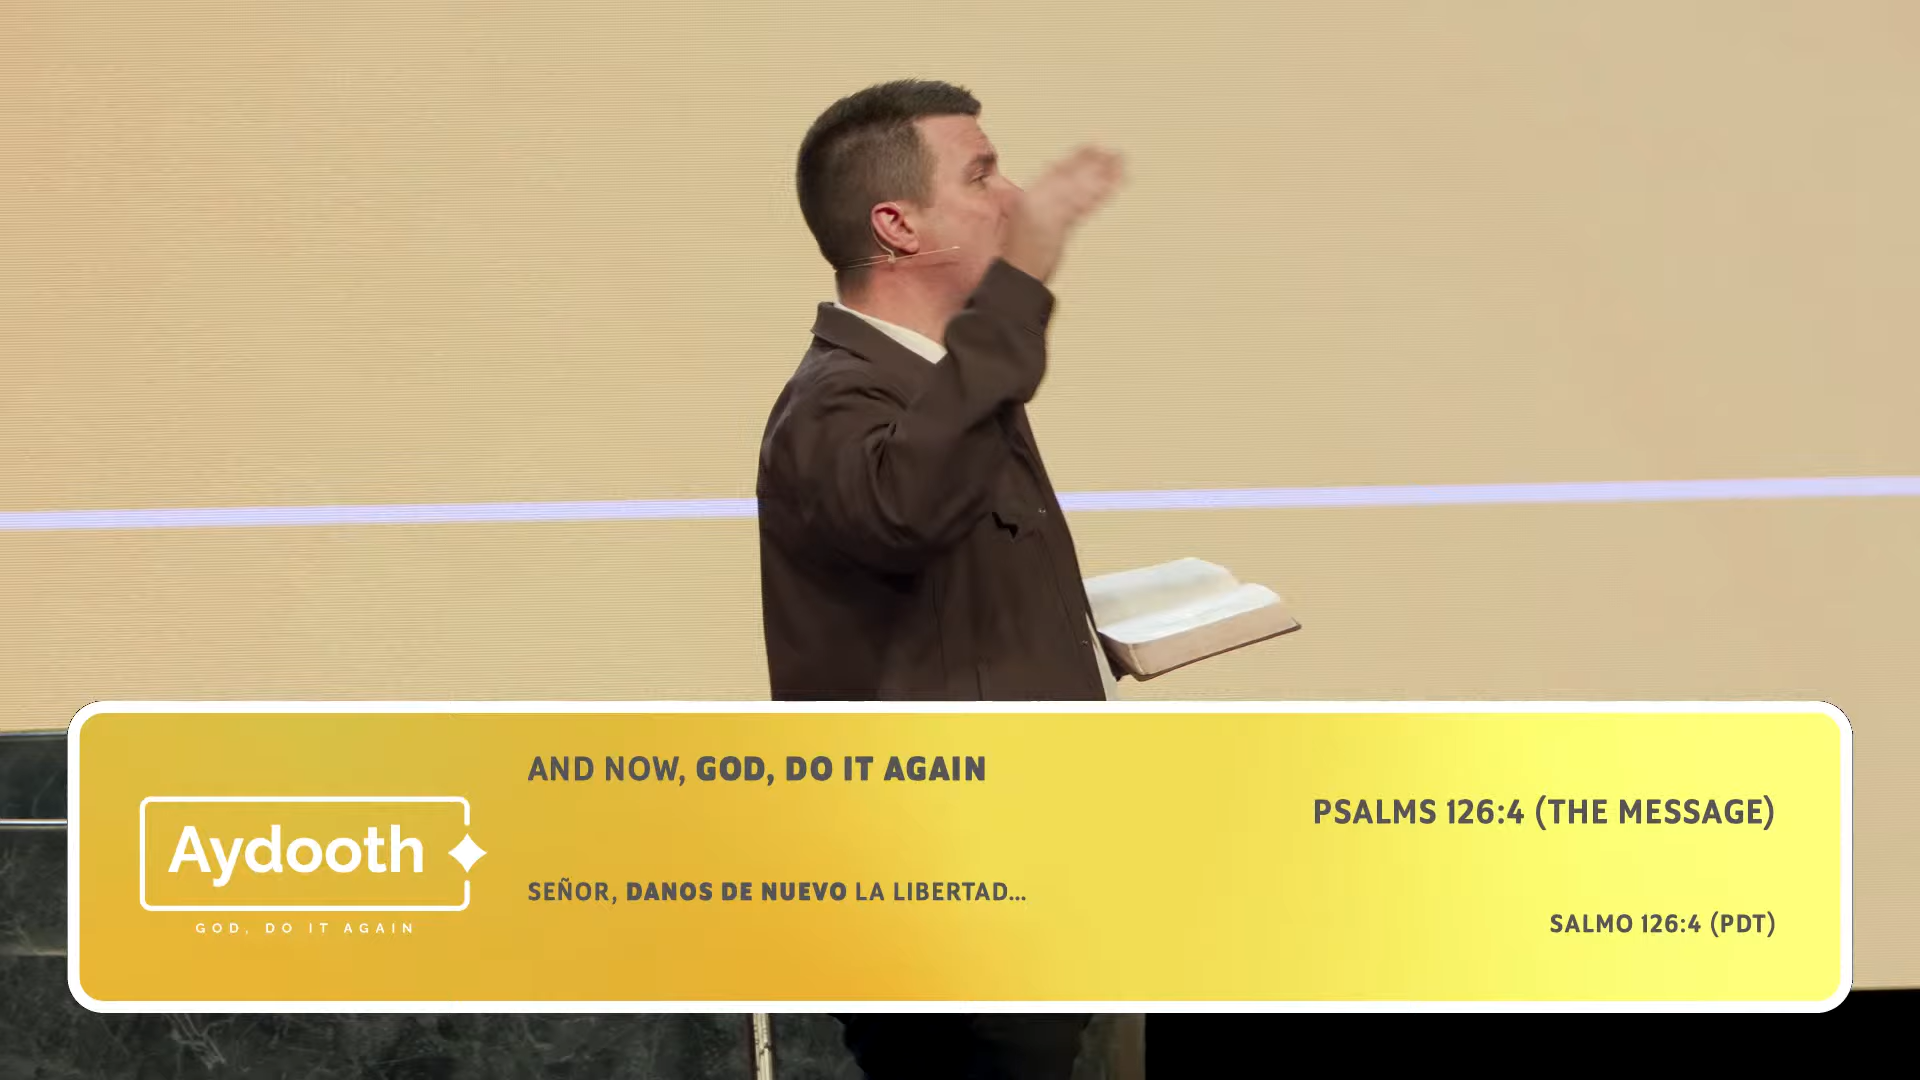 AND NOW, GOD, DO IT AGAIN
PSALMS 126:4 (THE MESSAGE)
Aydooth
GOD, DO IT AGAIN
SEÑOR, DANOS DE NUEVO LA LIBERTAD...
SALMO 126:4 (PDT)